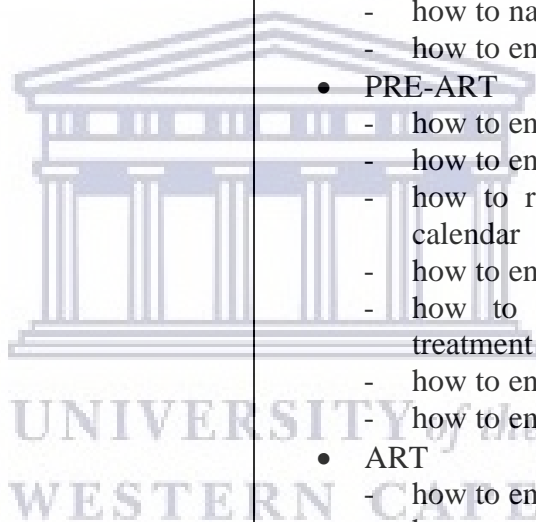 - how to na
- how to en
• PRE-ART
- how to en
- how to en
- how to r
calendar
- how to en
- how to
treatment
- how to en
- how to en
• ART
- how to en
UNIVERSITY of the
WESTERN CAPE